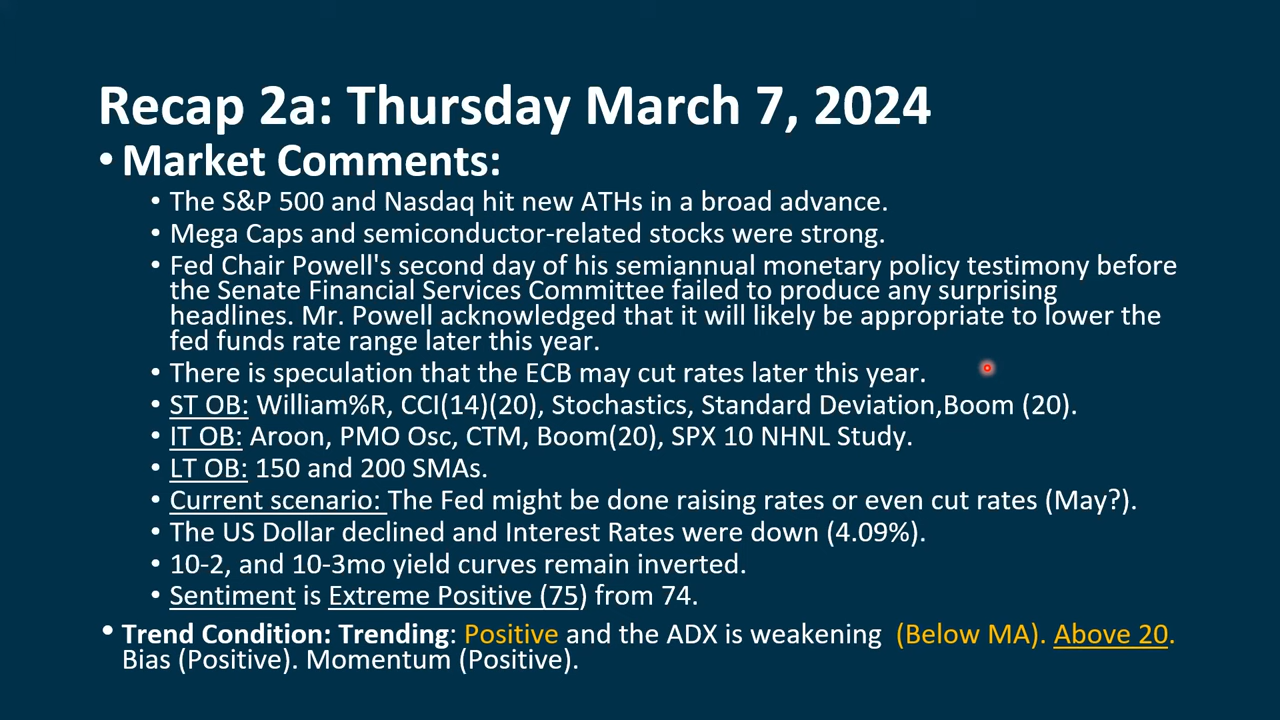 Recap 2a: Thursday March 7, 2024
• Market Comments:
• The S&P 500 and Nasdaq hit new ATHs in a broad advance.
• Mega Caps and semiconductor-related stocks were strong.
• Fed Chair Powell's second day of his semiannual monetary policy testimony before
the Senate Financial Services Committee failed to produce any surprising
headlines. Mr. Powell acknowledged that it will likely be appropriate to lower the
fed funds rate range later this year.
• There is speculation that the ECB may cut rates later this year.
• ST OB: William%R, CCI(14)(20), Stochastics, Standard Deviation,Boom (20).
• IT OB: Aroon, PMO Osc, CTM, Boom(20), SPX 10 NHNL Study.
• LT OB: 150 and 200 SMAs.
• Current scenario: The Fed might be done raising rates or even cut rates (May?).
• The US Dollar declined and Interest Rates were down (4.09%).
• 10-2, and 10-3mo yield curves remain inverted.
• Sentiment is Extreme Positive (75) from 74.
• Trend Condition: Trending: Positive and the ADX is weakening (Below MA). Above 20.
Bias (Positive). Momentum (Positive).